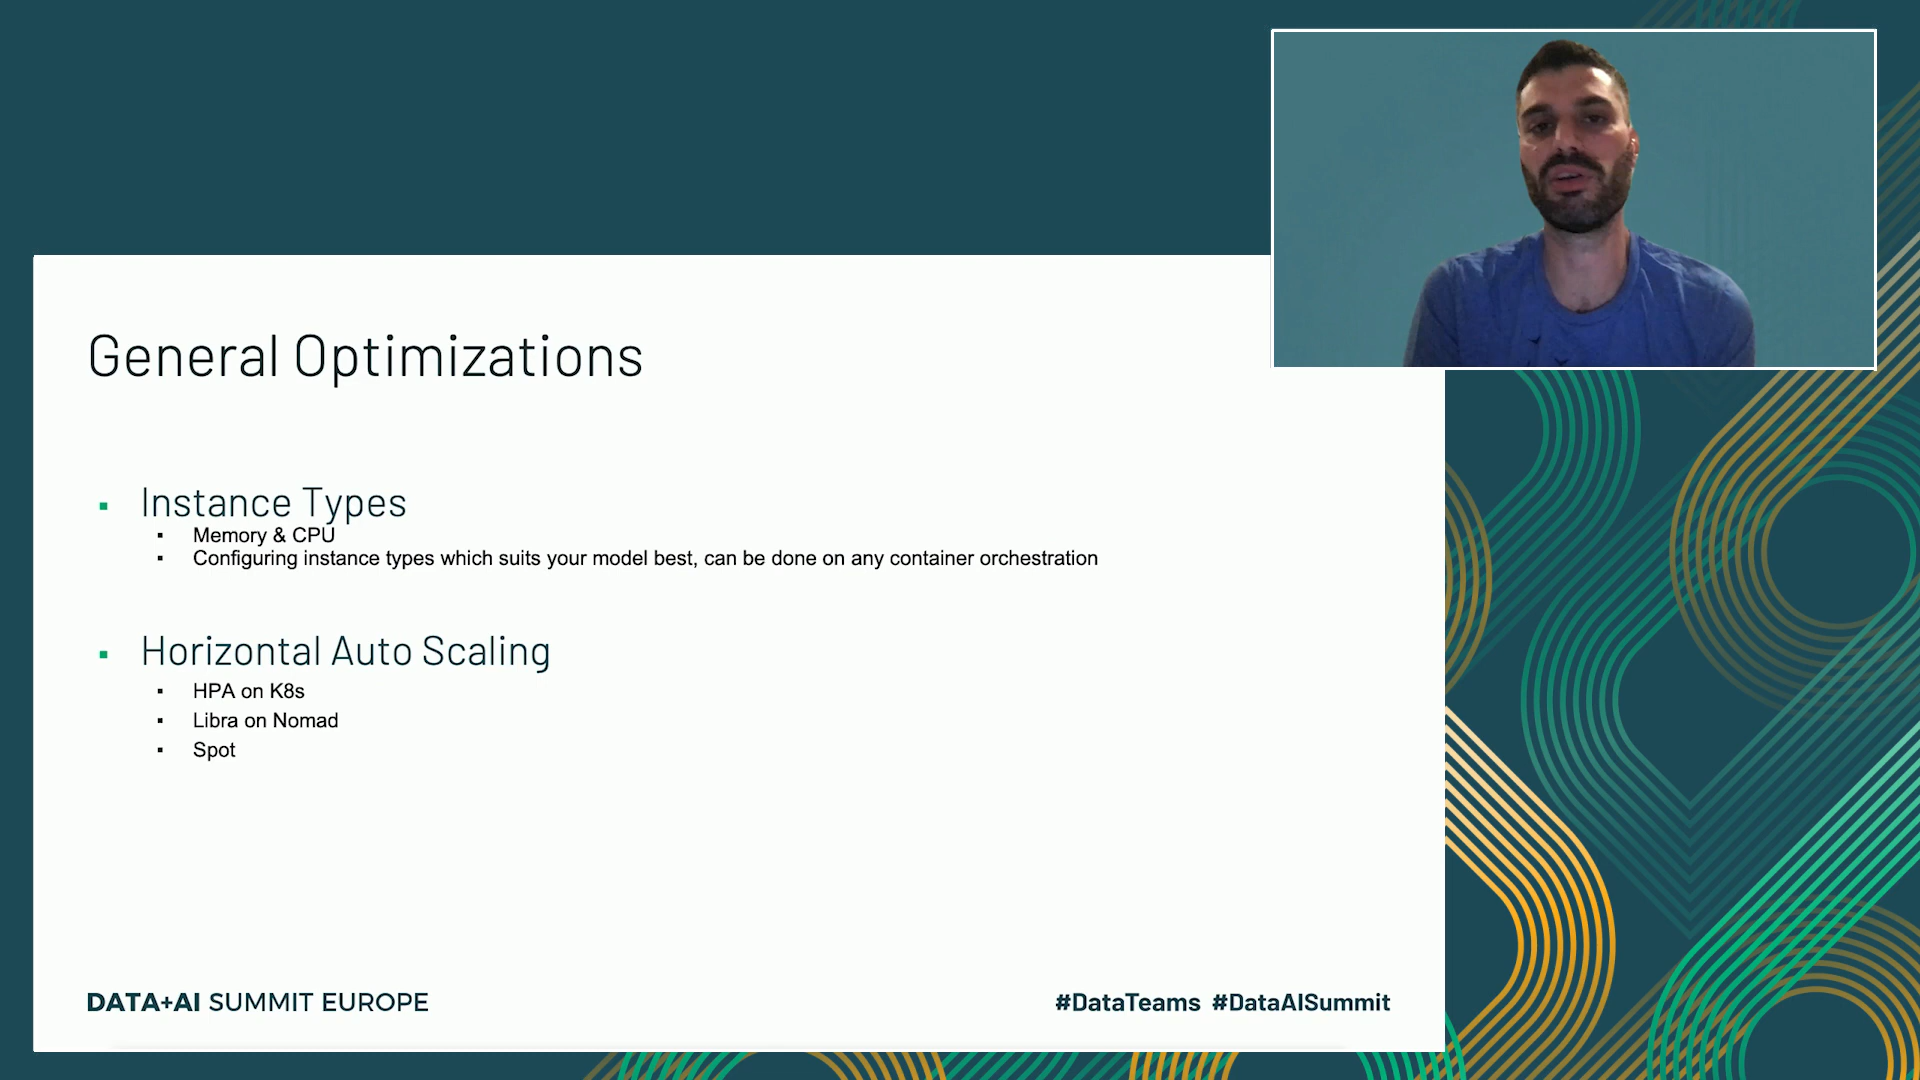 General Optimizations
Instance Types
Memory & CPU
Configuring instance types which suits your model best, can be done on any container orchestration
Horizontal Auto Scaling
HPA on K8s
Libra on Nomad
Spot
DATA+AI SUMMIT EUROPE
#DataTeams #DataAISummit